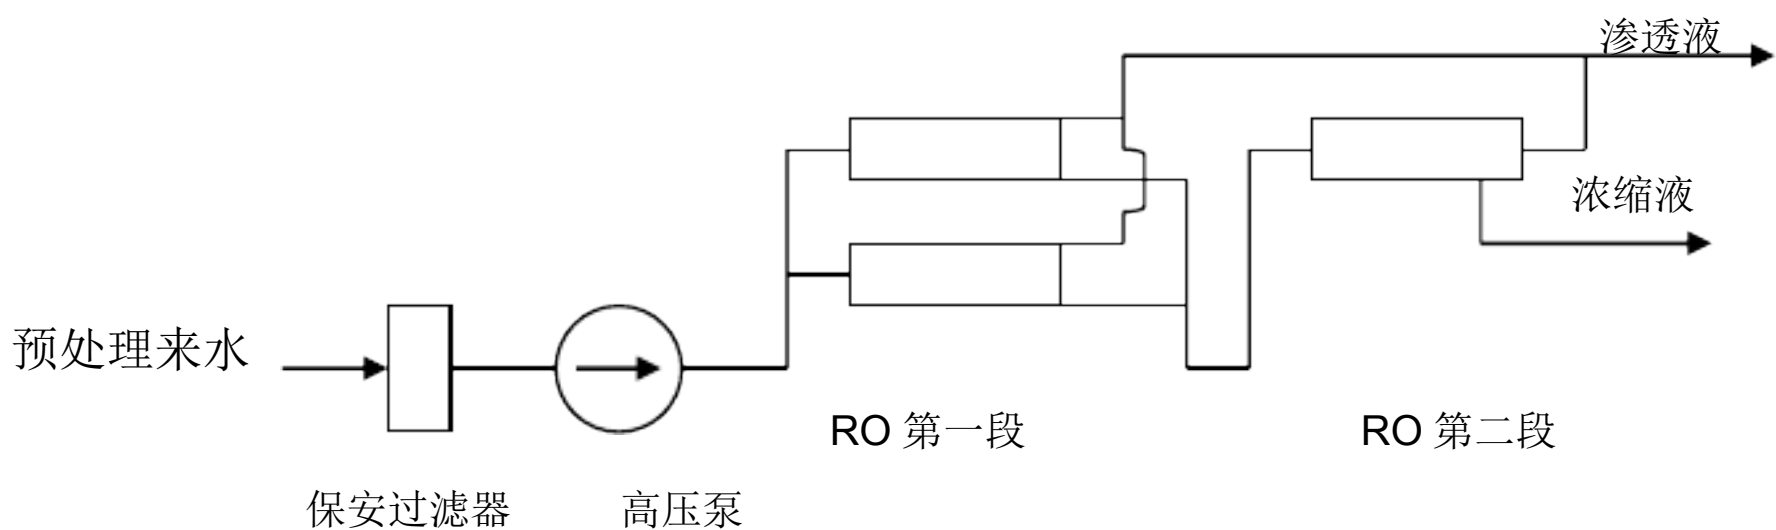 渗透液
浓缩液
预处理来水
RO 第一段
RO 第二段
保安过滤器
高压泵